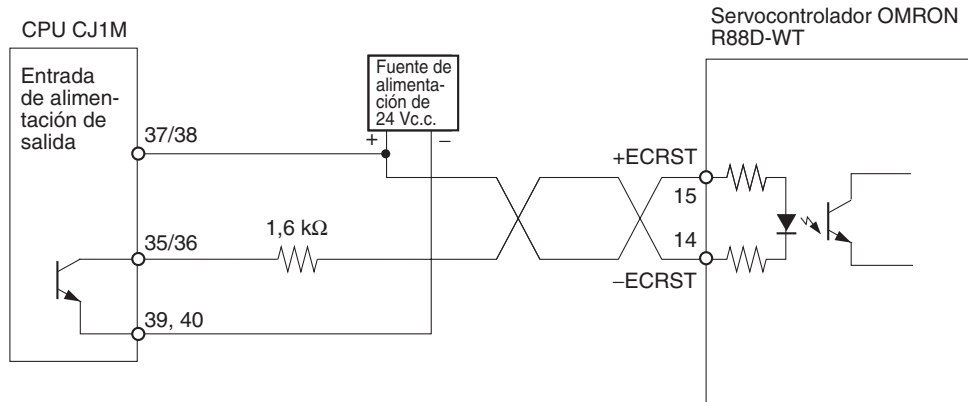 CPU CJ1M
Servocontrolador OMRON
R88D-WT
Entrada
de alimen-
tación de
salida
Fuente de
alimenta-
ción de
24 Vc.c.
+
–
37/38
+ECRST
15
1,6 kΩ
35/36
14
–ECRST
39, 40